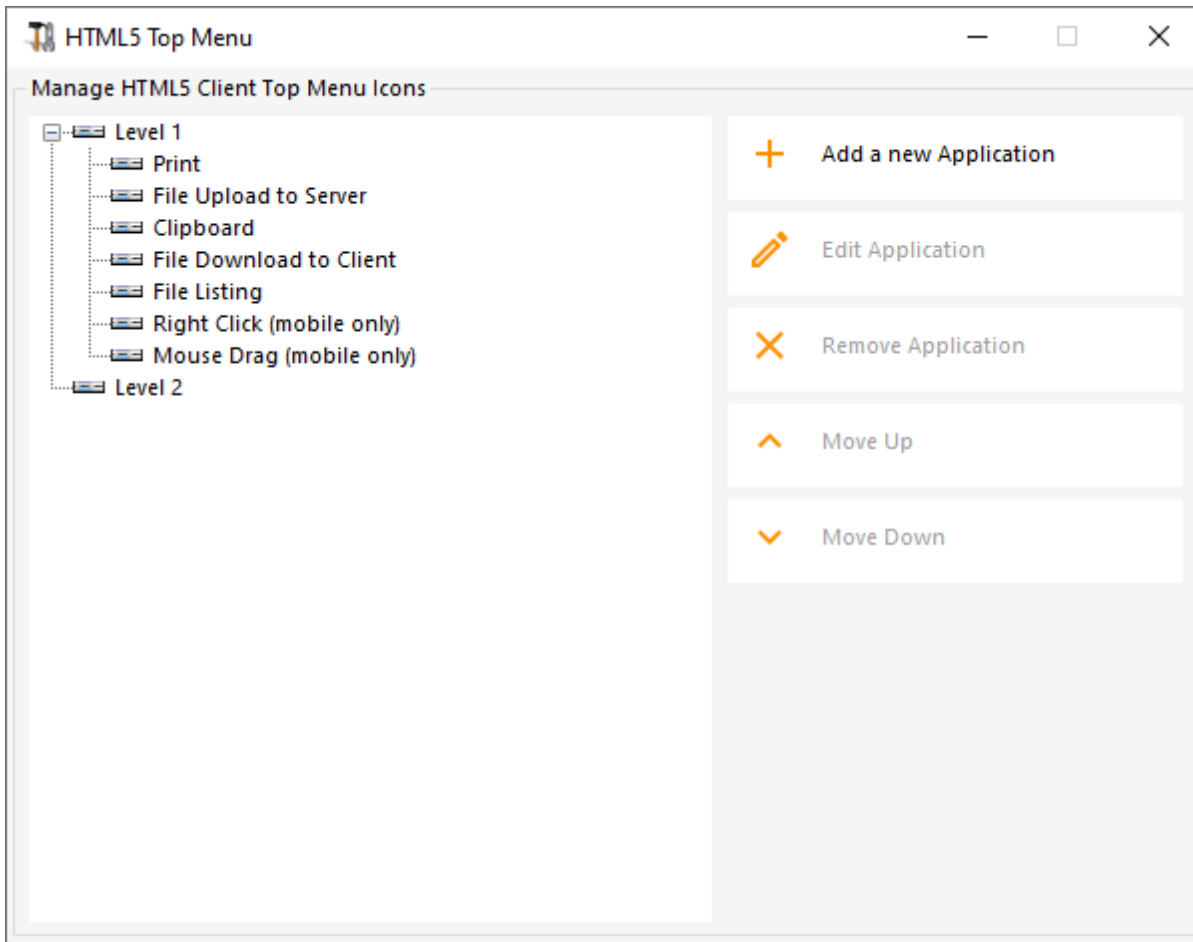 HTML5 Top Menu
Manage HTML5 Client Top Menu Icons
Level 1
Print
File Upload to Server
Clipboard
File Download to Client
File Listing
Right Click (mobile only)
Mouse Drag (mobile only)
Level 2
Add a new Application
Edit Application
Remove Application
Move Up
Move Down